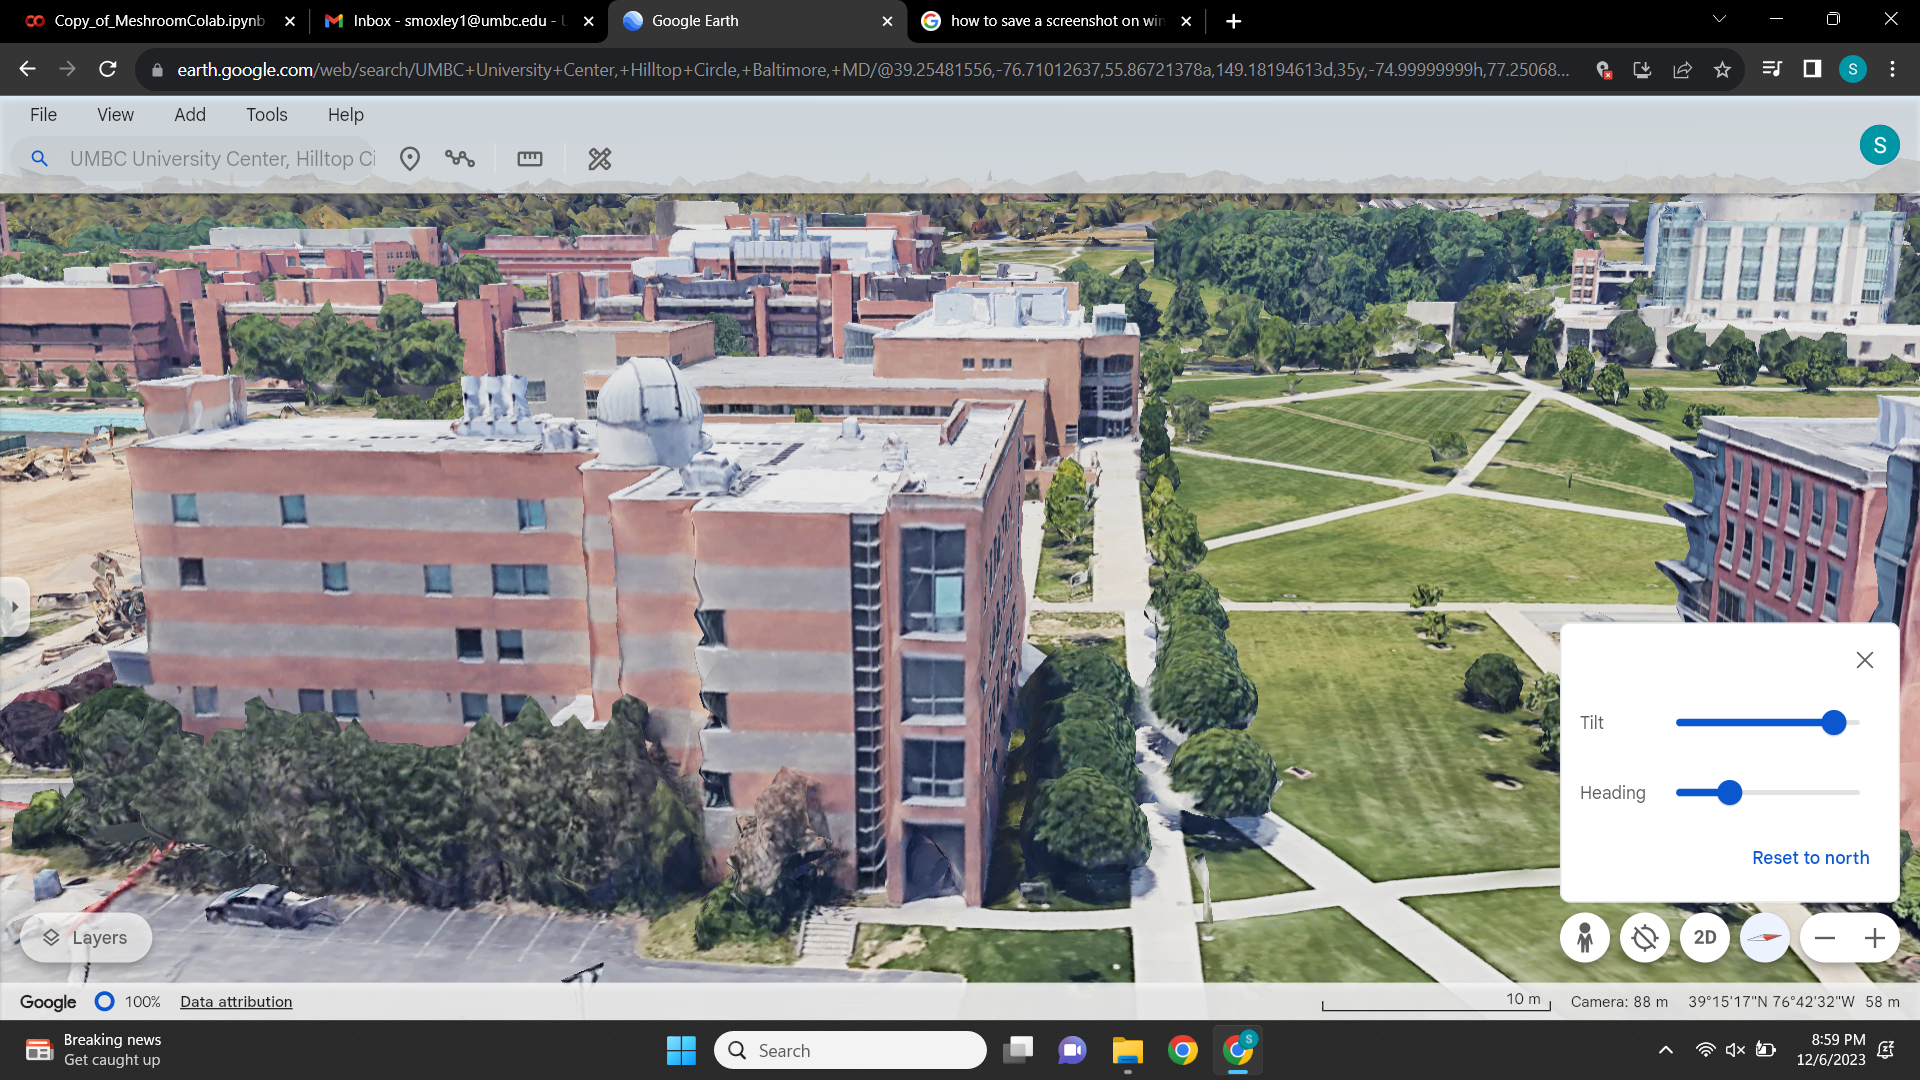 Copy_of_MeshroomColab.ipynb
Inbox - smoxley1@umbc.edu - U
Google Earth
how to save a screenshot on win
earth.google.com/web/search/UMBC+University+Center,+Hilltop+Circle,+Baltimore,+MD/@39.25481556,-76.71012637,55.86721378a,149.18194613d,35y,-74.99999999h,77.25068...
S
File View Add Tools Help
UMBC University Center, Hilltop Ci
S
Tilt
Heading
Reset to north
Layers
2D
Google 100% Data attribution
10 m
Camera: 88 m 39°15'17"N 76°42'32"W 58 m
Breaking news
Get caught up
Search
S
8:59 PM
12/6/2023